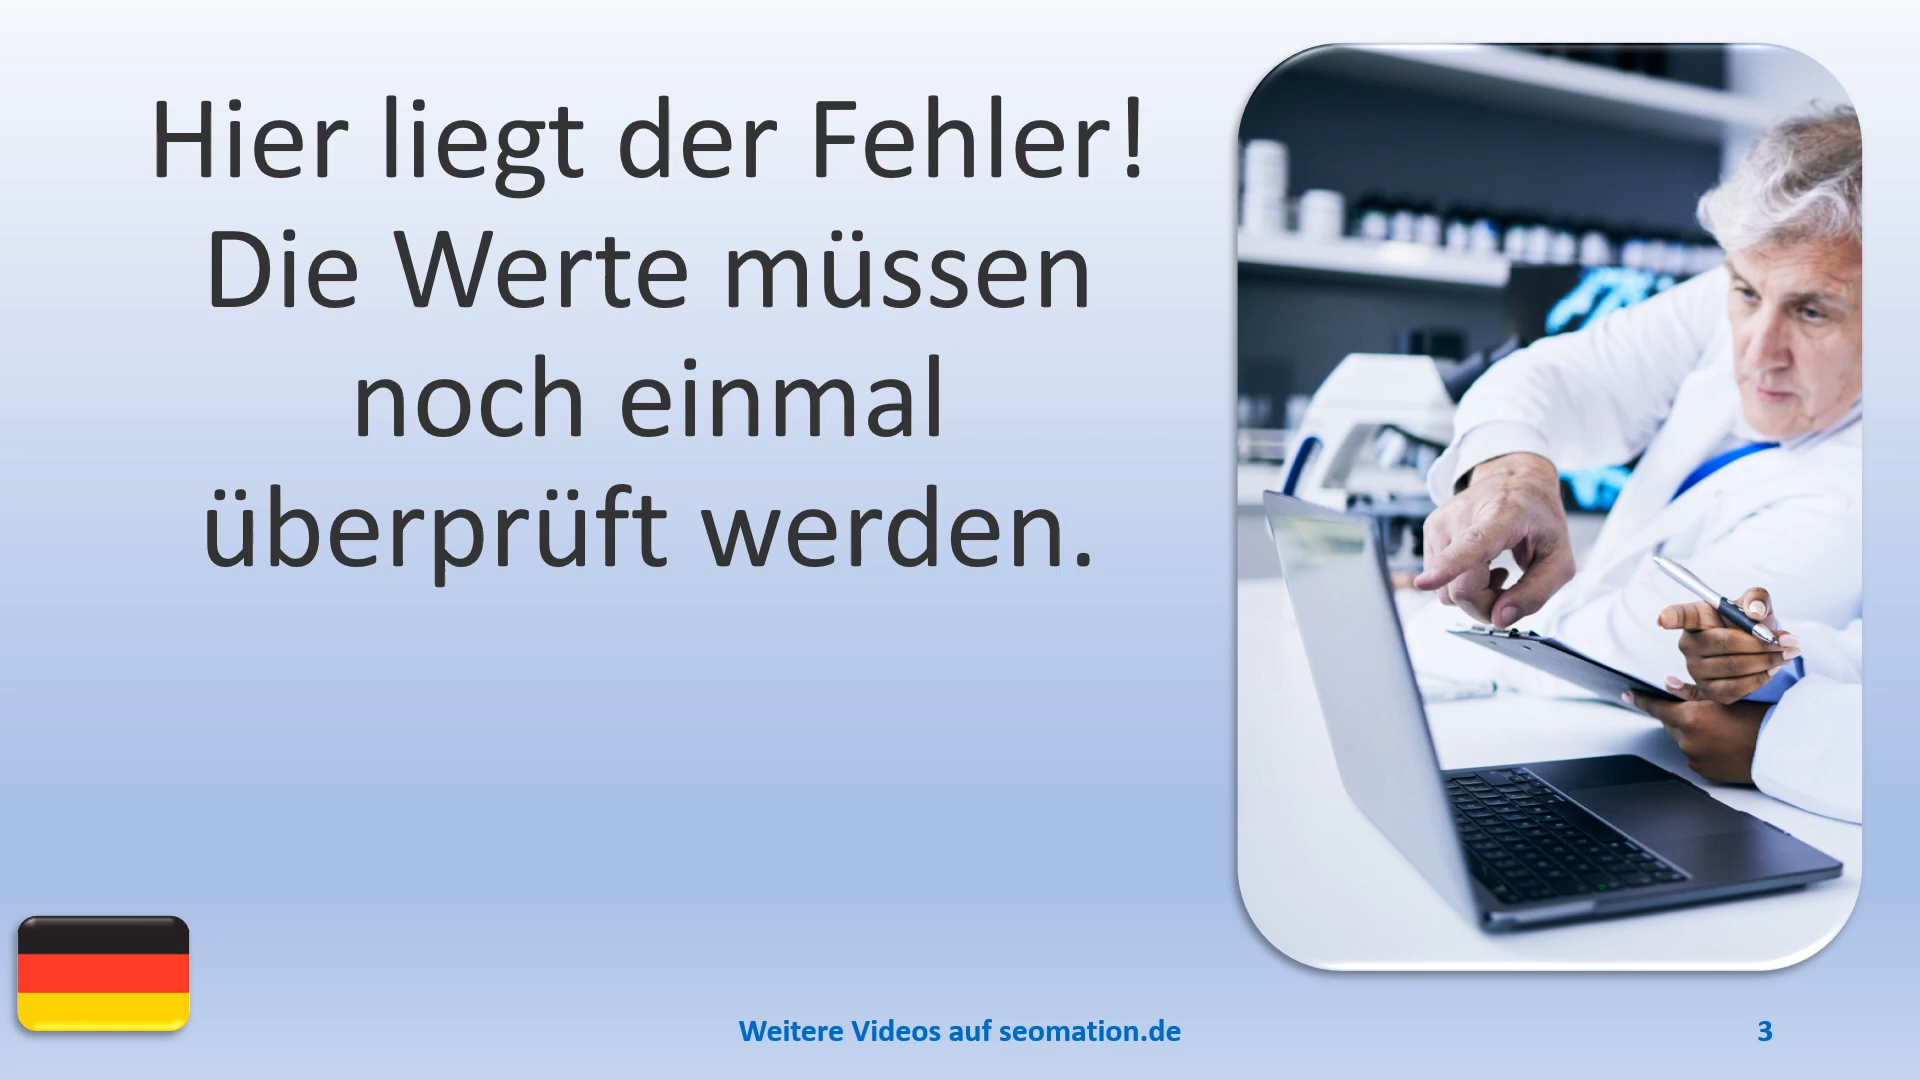 Hier liegt der Fehler!
Die Werte müssen
noch einmal
überprüft werden.
Weitere Videos auf seomation.de
3